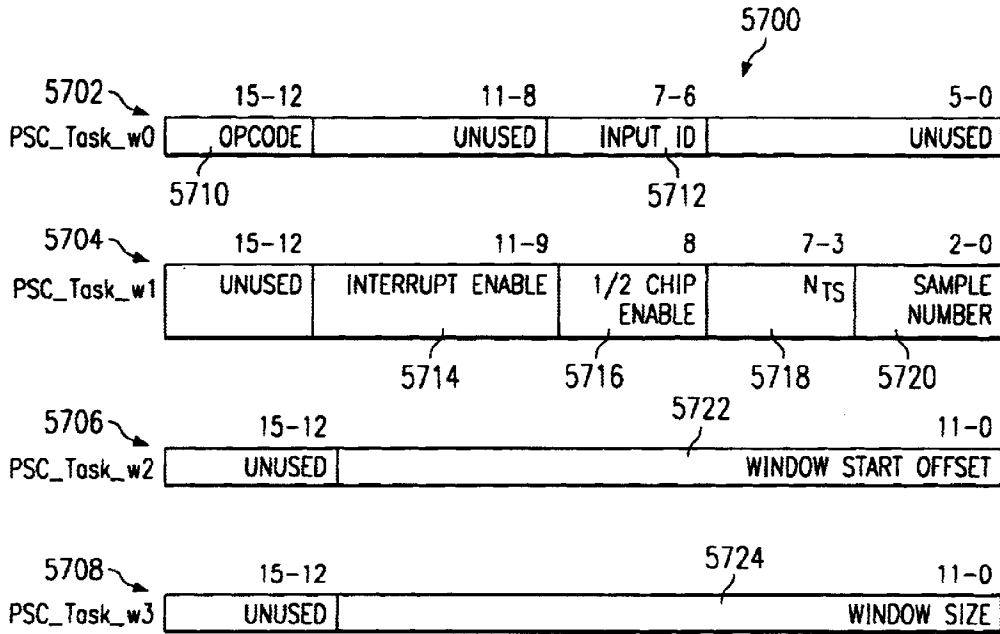 5700
5702
15-12 11-8 7-6 5-0
PSC_Task_w0 OPCODE UNUSED INPUT ID UNUSED
5710 5712
5704
15-12 11-9 8 7-3 2-0
PSC_Task_w1 UNUSED INTERRUPT ENABLE 1/2 CHIP NTS SAMPLE
ENABLE NUMBER
5714 5716 5718 5720
5706 5722
15-12 11-0
PSC_Task_w2 UNUSED WINDOW START OFFSET
5708 5724
15-12 11-0
PSC_Task_w3 UNUSED WINDOW SIZE